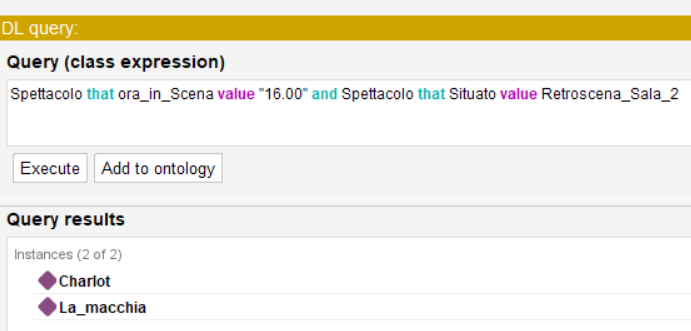 DL query:
Query (class expression)
Spettacolo that ora_in_Scena value "16.00" and Spettacolo that Situato value Retroscena_Sala_2
Execute Add to ontology
Query results
Instances (2 of 2)
Charlot
La_macchia